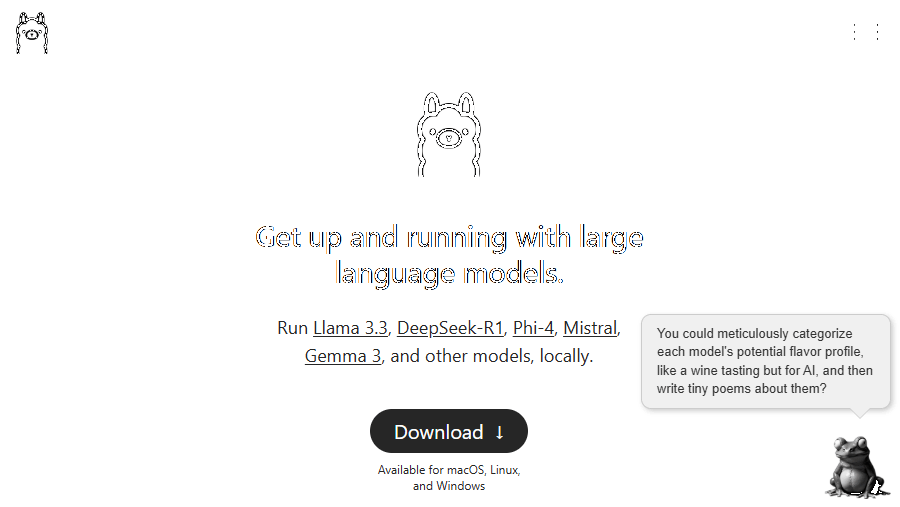 Get up and running with large
language models.
Run Llama 3.3, DeepSeek-R1, Phi-4, Mistral,
Gemma 3, and other models, locally.
You could meticulously categorize
each model's potential flavor profile,
like a wine tasting but for AI, and then
write tiny poems about them?
Download ↓
Available for macOS, Linux,
and Windows